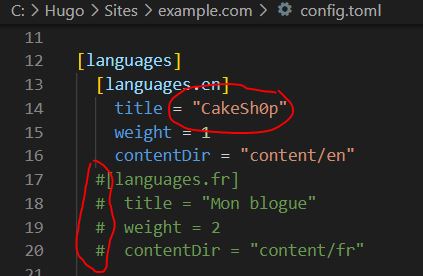 C: > Hugo > Sites > example.com > config.toml
11
12 [languages]
13 [languages.en]
14 title = "CakeSh0p"
15 weight = 1
16 contentDir = "content/en"
17 #[languages.fr]
18 # title = "Mon blogue"
19 # weight = 2
20 # contentDir = "content/fr"